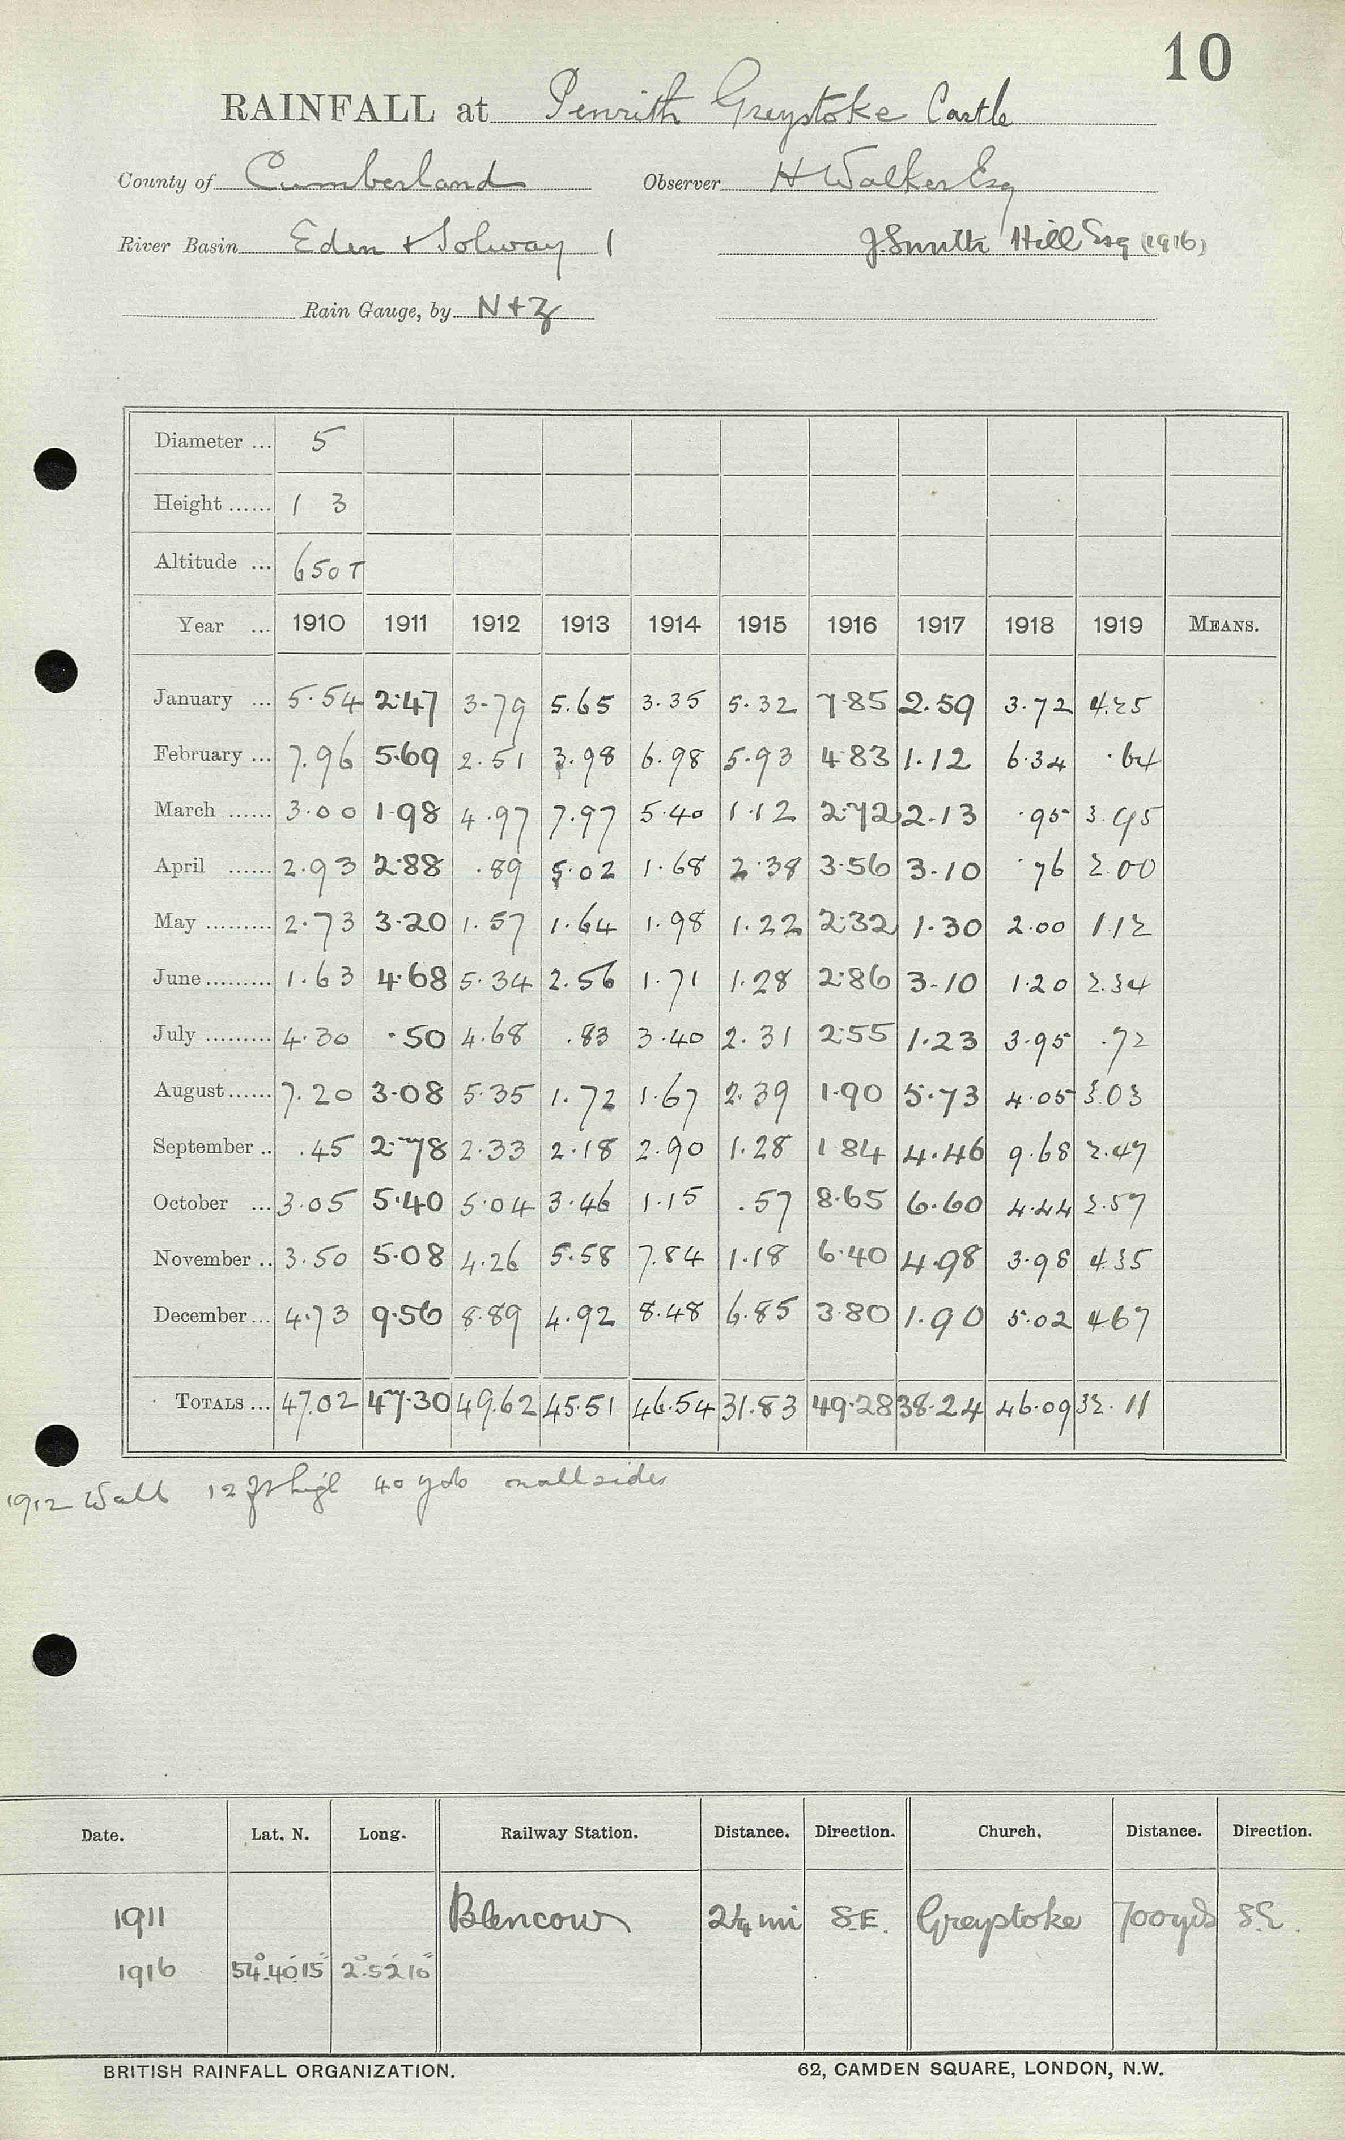 10
RAINFALL at Penrith Greystoke Castle
County of Cumberland Observer H Walker Esq
River Basin Eden + Solway 1 J. Smith Hill Esq (1916)
Rain Gauge, by N + Z
Diameter ... 5
Height ...... 1 3
Altitude ... 650 T
Year ... 1910 1911 1912 1913 1914 1915 1916 1917 1918 1919 MEANS.
January ... 5.54 2.47 3.79 5.65 3.35 5.32 7.85 2.59 3.72 4.25
February ... 7.96 5.69 2.51 3.98 6.98 5.93 4.83 1.12 6.34 .64
March ...... 3.00 1.98 4.97 7.97 5.40 1.12 2.72 2.13 .95 3.95
April ...... 2.93 2.88 .89 5.02 1.68 2.38 3.56 3.10 .76 2.00
May ......... 2.73 3.20 1.57 1.64 1.98 1.22 2.32 1.30 2.00 1.12
June ......... 1.63 4.68 5.34 2.56 1.71 1.28 2.86 3.10 1.20 2.34
July ......... 4.30 .50 4.68 .83 3.40 2.31 2.55 1.23 3.95 .72
August ...... 7.20 3.08 5.35 1.72 1.67 2.39 1.90 5.73 4.05 3.03
September .. .45 2.78 2.33 2.18 2.90 1.28 1 84 4.46 9.68 2.47
October ... 3.05 5.40 5.04 3.46 1.15 .57 8.65 6.60 4.44 2.57
November .. 3.50 5.08 4.26 5.58 7.84 1.18 6.40 4.98 3.98 4.35
December ... 4.73 9.56 8.89 4.92 8.48 6.85 3.80 1.90 5.02 4.67
TOTALS ... 47.02 47.30 49.62 45.51 46.54 31.83 49.28 38.24 46.09 32.11
1912 Wall 12 ft high 40 yds on all sides
Date. Lat. N. Long. Railway Station. Distance. Direction. Church. Distance. Direction.
1911 Blencow 2¼ mi S.E. Greystoke 700 yds S.E.
1916 54° 40' 15" 2° 52' 10"
BRITISH RAINFALL ORGANIZATION. 62, CAMDEN SQUARE, LONDON, N.W.